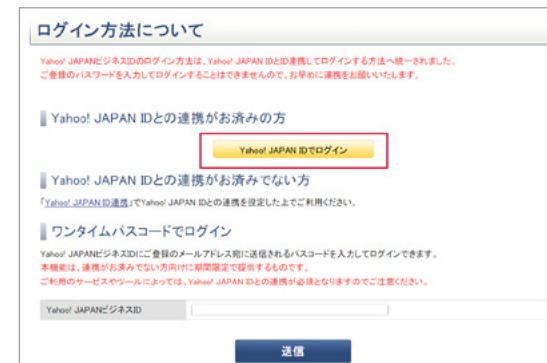 ログイン方法について
Yahoo! JAPANビジネスIDのログイン方法は、Yahoo! JAPAN IDとID連携してログインする方法へ統一されました。
ご登録のパスワードを入力してログインすることはできませんので、お早めに連携をお願いいたします。
Yahoo! JAPAN IDとの連携がお済みの方
Yahoo! JAPAN IDでログイン
Yahoo! JAPAN IDとの連携がお済みでない方
「Yahoo! JAPAN ID連携」でYahoo! JAPAN IDとの連携を設定した上でご利用ください。
ワンタイムパスコードでログイン
Yahoo! JAPANビジネスIDにご登録のメールアドレス宛に送信されるパスコードを入力してログインできます。
本機能は、連携がお済みでない方向けに期間限定で提供するものです。
ご利用のサービスやツールによっては、Yahoo! JAPAN IDとの連携が必須となりますのでご注意ください。
Yahoo! JAPANビジネスID
送信